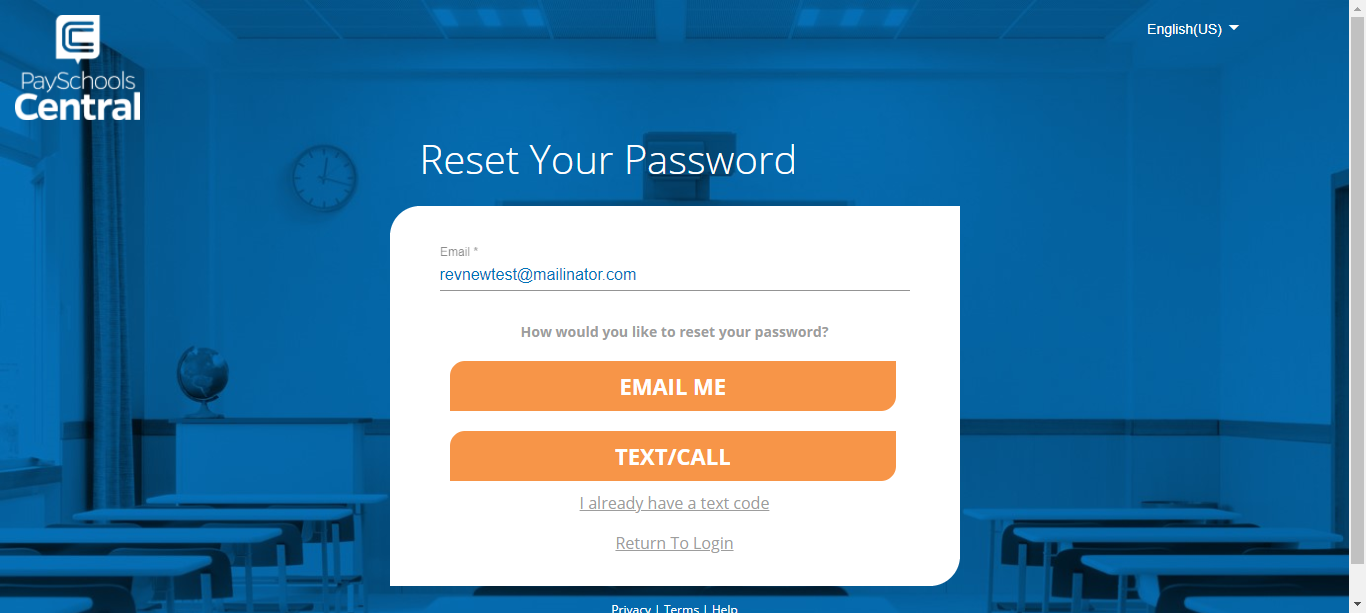 English(US)
PaySchools
Central
Reset Your Password
Email *
revnewtest@mailinator.com
How would you like to reset your password?
EMAIL ME
TEXT/CALL
I already have a text code
Return To Login
Privacy | Terms | Help